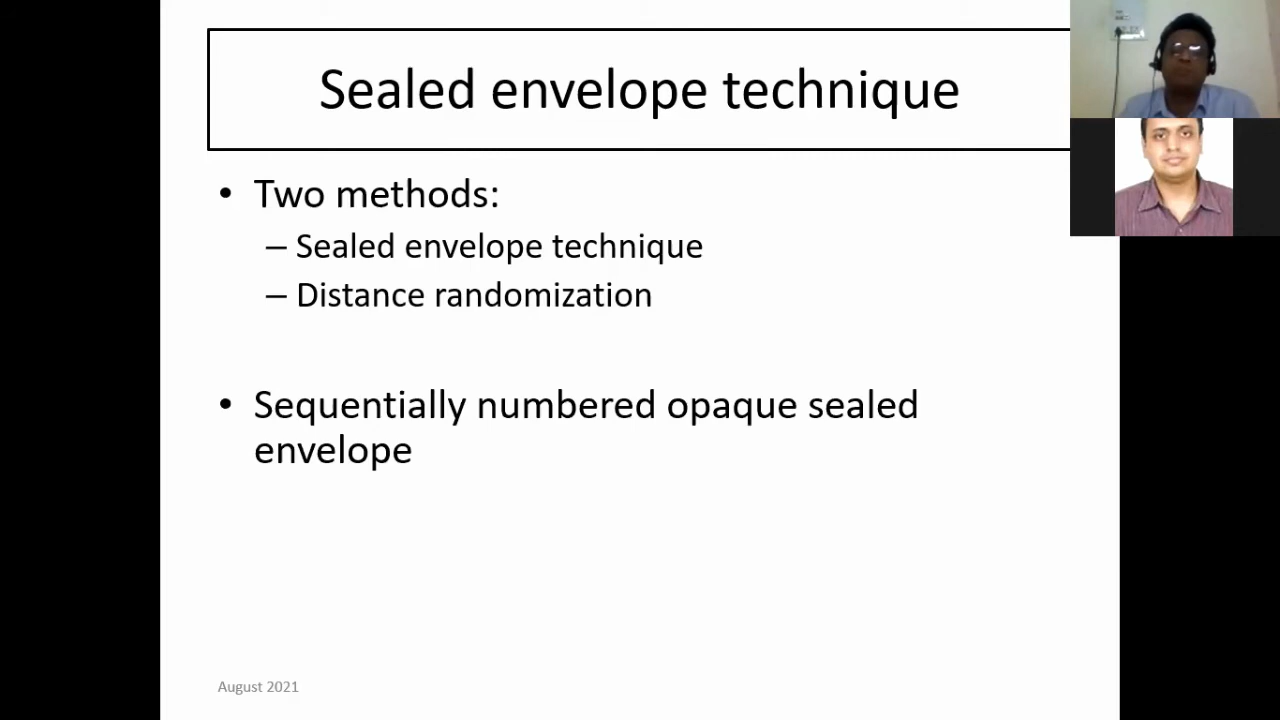 Sealed envelope technique
• Two methods:
– Sealed envelope technique
– Distance randomization
• Sequentially numbered opaque sealed
envelope
August 2021